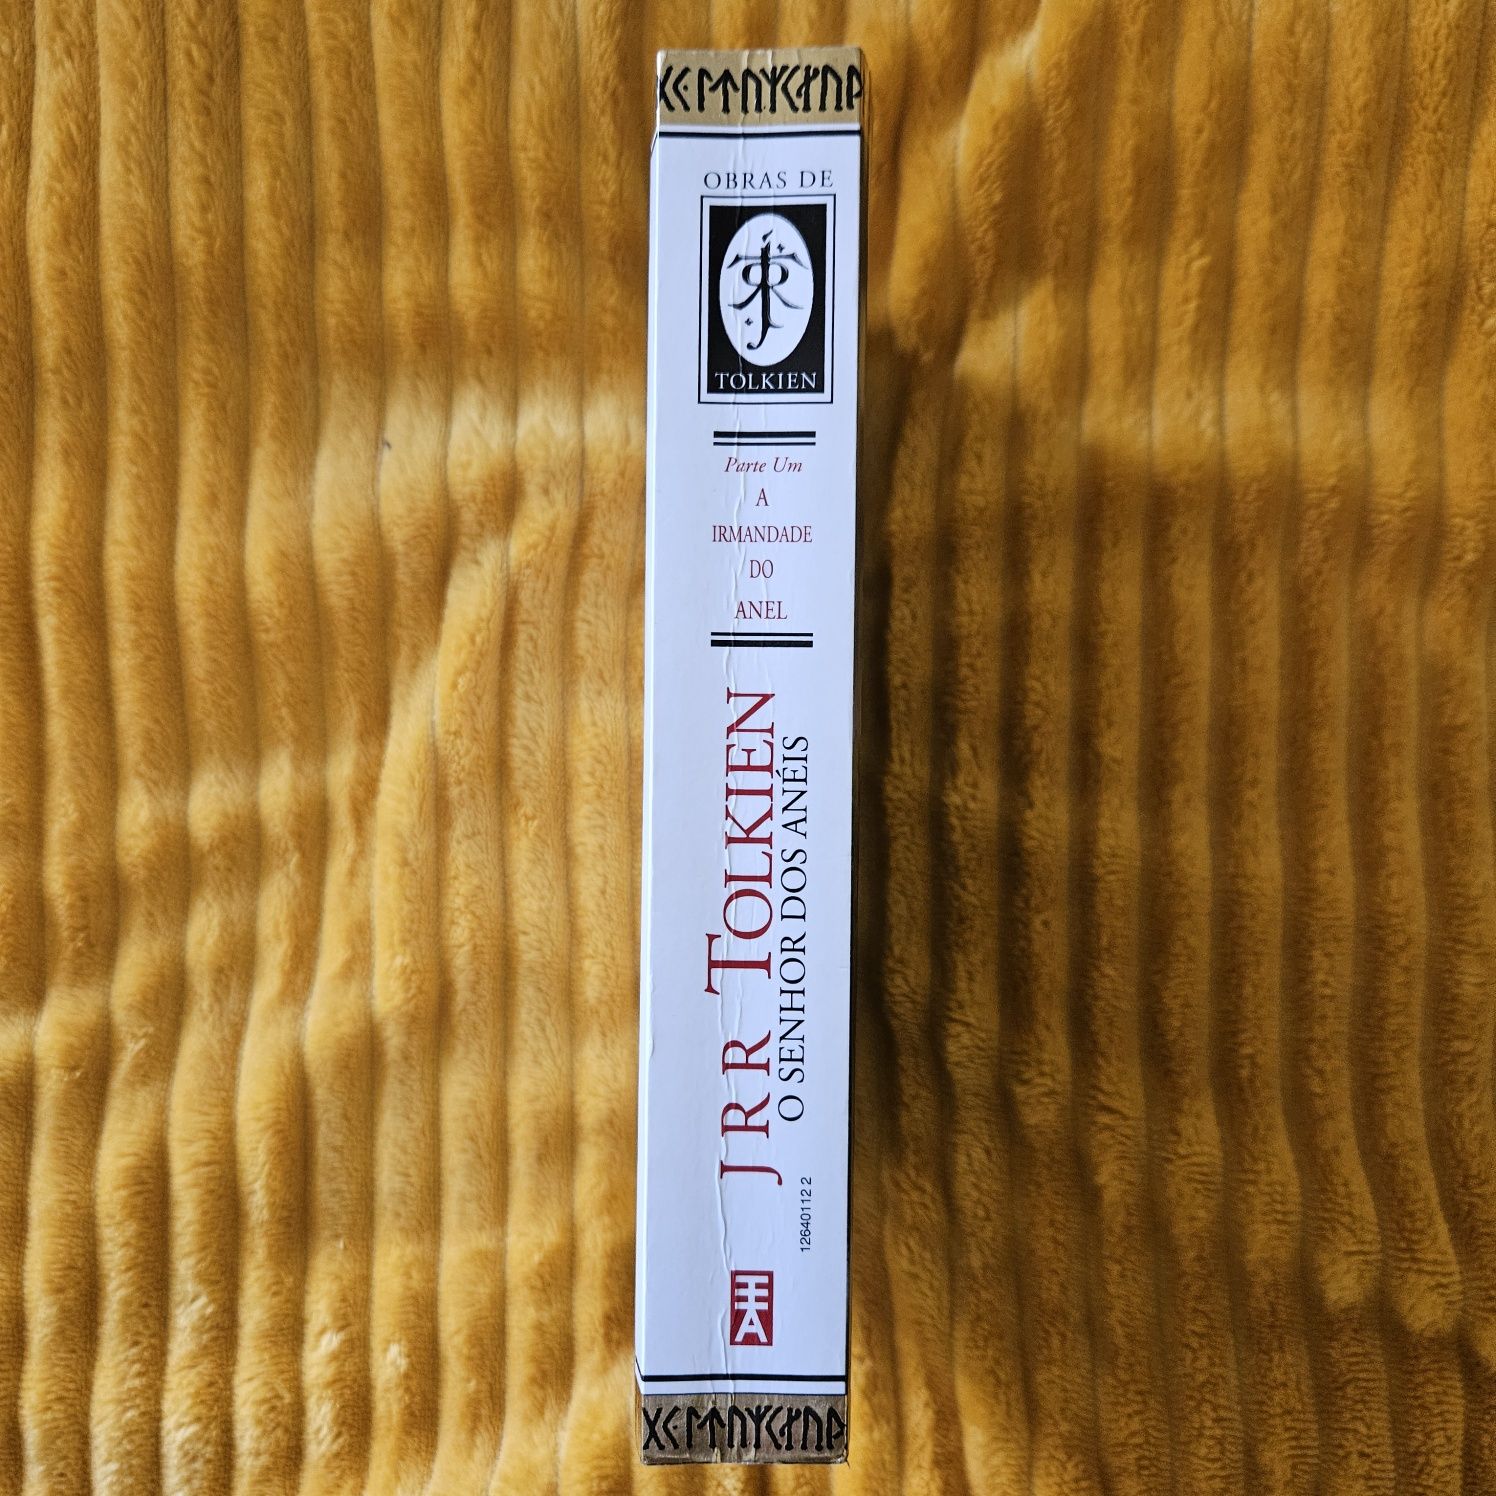 OBRAS DE
TOLKIEN
Parte Um
A
IRMANDADE
DO
ANEL
J R R TOLKIEN
O SENHOR DOS ANÉIS
12640112 2